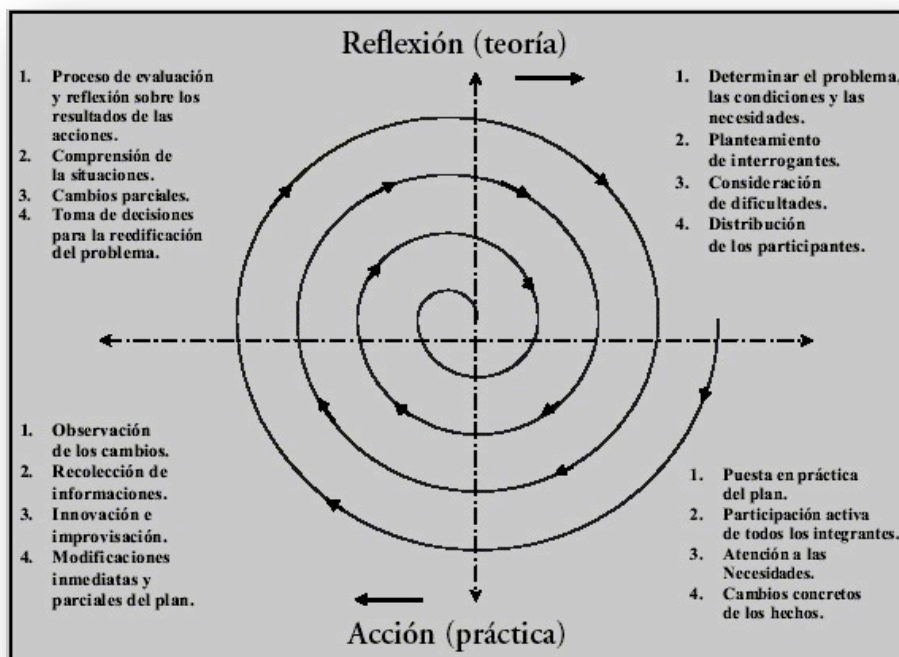 Reflexión (teoría)
1. Proceso de evaluación
y reflexión sobre los
resultados de las
acciones.
2. Comprensión de
la situaciones.
3. Cambios parciales.
4. Toma de decisiones
para la reedificación
del problema.
1. Determinar el problema,
las condiciones y las
necesidades.
2. Planteamiento
de interrogantes.
3. Consideración
de dificultades.
4. Distribución
de los participantes.
1. Observación
de los cambios.
2. Recolección de
informaciones.
3. Innovación e
improvisación.
4. Modificaciones
inmediatas y
parciales del plan.
1. Puesta en práctica
del plan.
2. Participación activa
de todos los integrantes.
3. Atención a las
Necesidades.
4. Cambios concretos
de los hechos.
Acción (práctica)